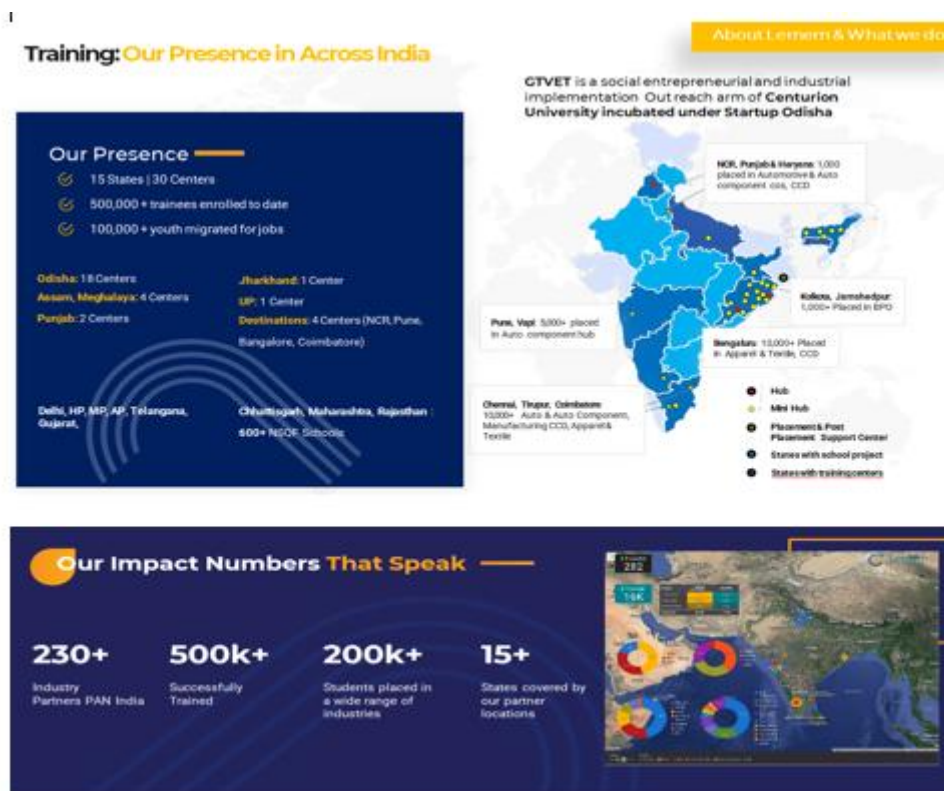 Training: Our Presence in Across India
About Lernern & What we do
GTVET is a social entrepreneurial and industrial
implementation Out reach arm of Centurion
University incubated under Startup Odisha
Our Presence
15 States | 30 Centers
500,000 + trainees enrolled to date
100,000 + youth migrated for jobs
Odisha: 18 Centers
Assam, Meghalaya: 4 Centers
Punjab: 2 Centers
Jharkhand: 1 Center
UP: 1 Center
Destinations: 4 Centers (NCR, Pune,
Bangalore, Coimbatore)
Delhi, HP, MP, AP, Telangana,
Gujarat,
Chhattisgarh, Maharashtra, Rajasthan :
600+ NSQF Schools
NCR, Punjab & Haryana: 1,000
placed in Automotive & Auto
component cos, CCD
Kolkota, Jamshedpur:
1,000+ Placed in BPO
Pune, Vapi: 5,000+ placed
in Auto component hub
Bengaluru: 10,000+ Placed
in Apparel & Textile, CCD
Chennai, Tirupur, Coimbatore:
10,000+ Auto & Auto Component,
Manufacturing CCD, Apparel &
Textile
Hub
Mini Hub
Placement & Post
Placement Support Center
States with school project
States with training centers
Our Impact Numbers That Speak
230+
Industry
Partners PAN India
500k+
Successfully
Trained
200k+
Students placed in
a wide range of
industries
15+
States covered by
our partner
locations
282
16K